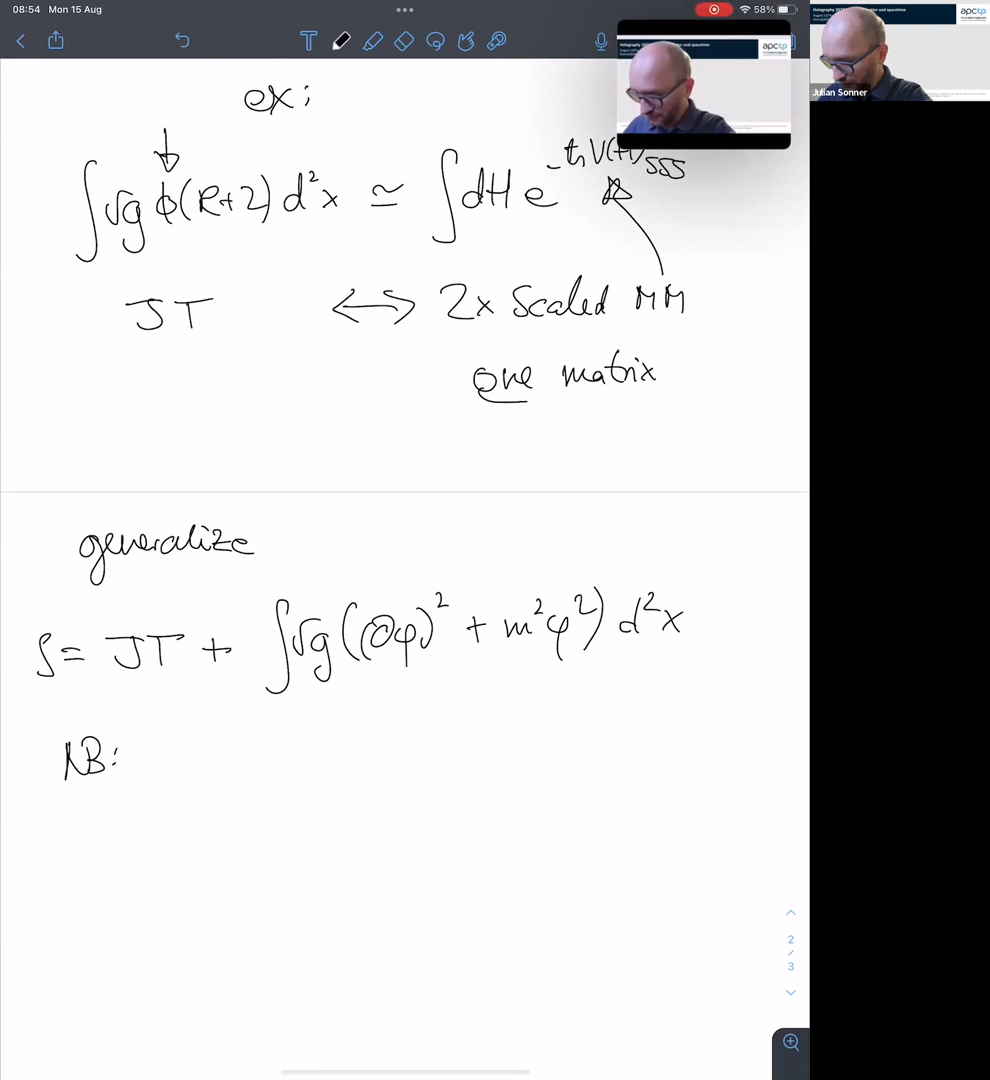 08:54 Mon 15 Aug
58%
apctp
Julian Sonner
ex:
∫√g ϕ(R+2) d²x ≃ ∫dH e^{-tr V(H)_{SSS}}
JT ⟷ 2x scaled MM
one matrix
generalize
S = JT + ∫√g((∂φ)² + m²φ²) d²x
NB:
2
/
3